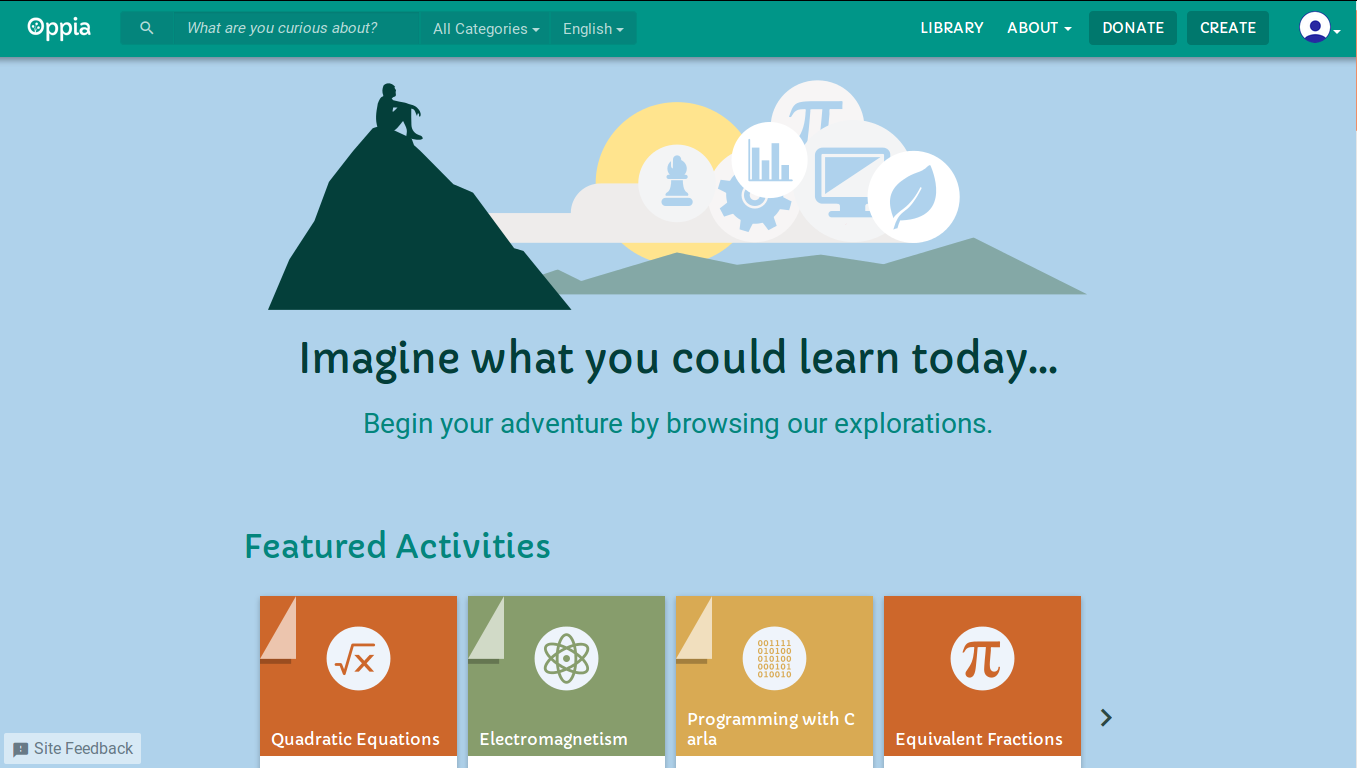 Oppia
What are you curious about?
All Categories
English
LIBRARY
ABOUT
DONATE
CREATE
Imagine what you could learn today...
Begin your adventure by browsing our explorations.
Featured Activities
001111
010100
010100
000101
010010
Quadratic Equations
Electromagnetism
Programming with C
arla
Equivalent Fractions
Site Feedback